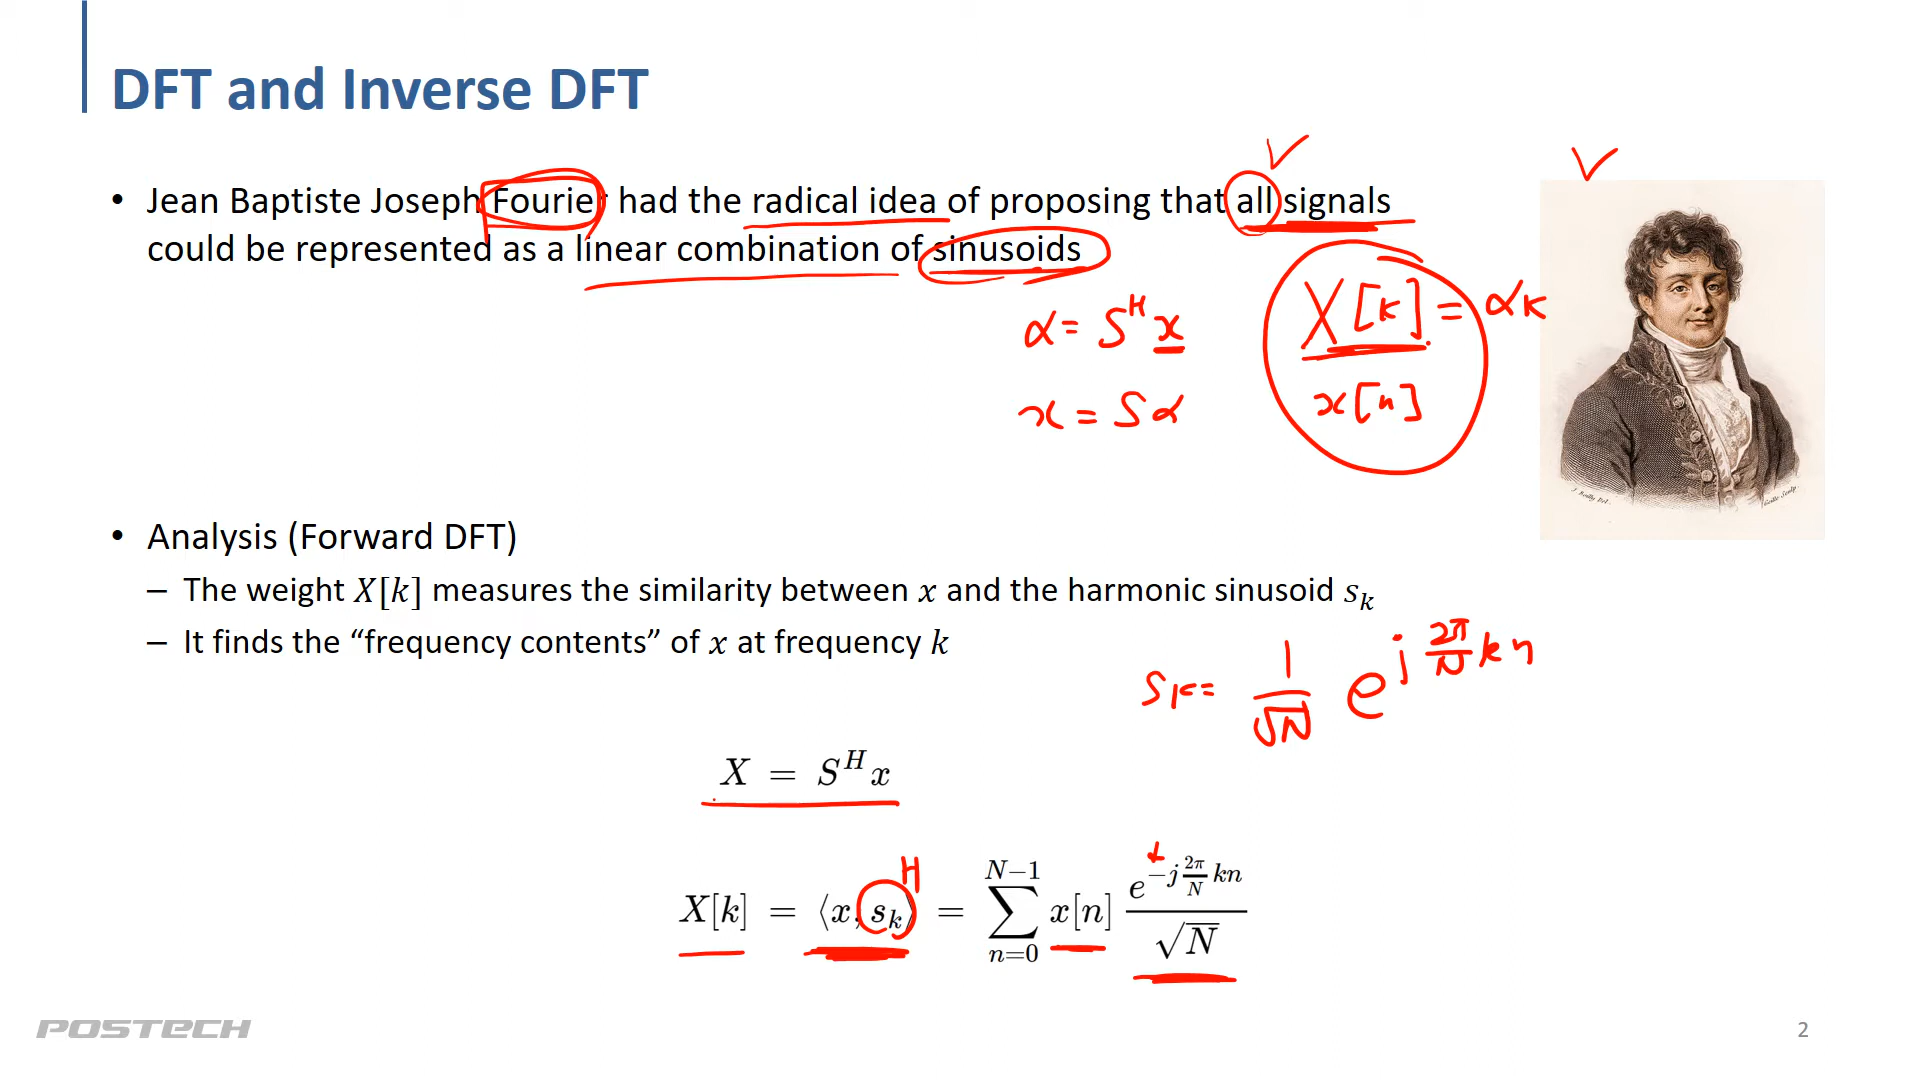 DFT and Inverse DFT
• Jean Baptiste Joseph Fourier had the radical idea of proposing that all signals
could be represented as a linear combination of sinusoids
α = S^H x
X[k] = αk
x = Sα
x[n]
• Analysis (Forward DFT)
– The weight X[k] measures the similarity between x and the harmonic sinusoid s_k
– It finds the “frequency contents” of x at frequency k
s_k = 1/√N e^{j 2π/N kn}
X = S^H x
H
X[k] = ⟨x, s_k⟩ = ∑_{n=0}^{N−1} x[n] e^{−j 2π/N kn}/√N
POSTECH
2